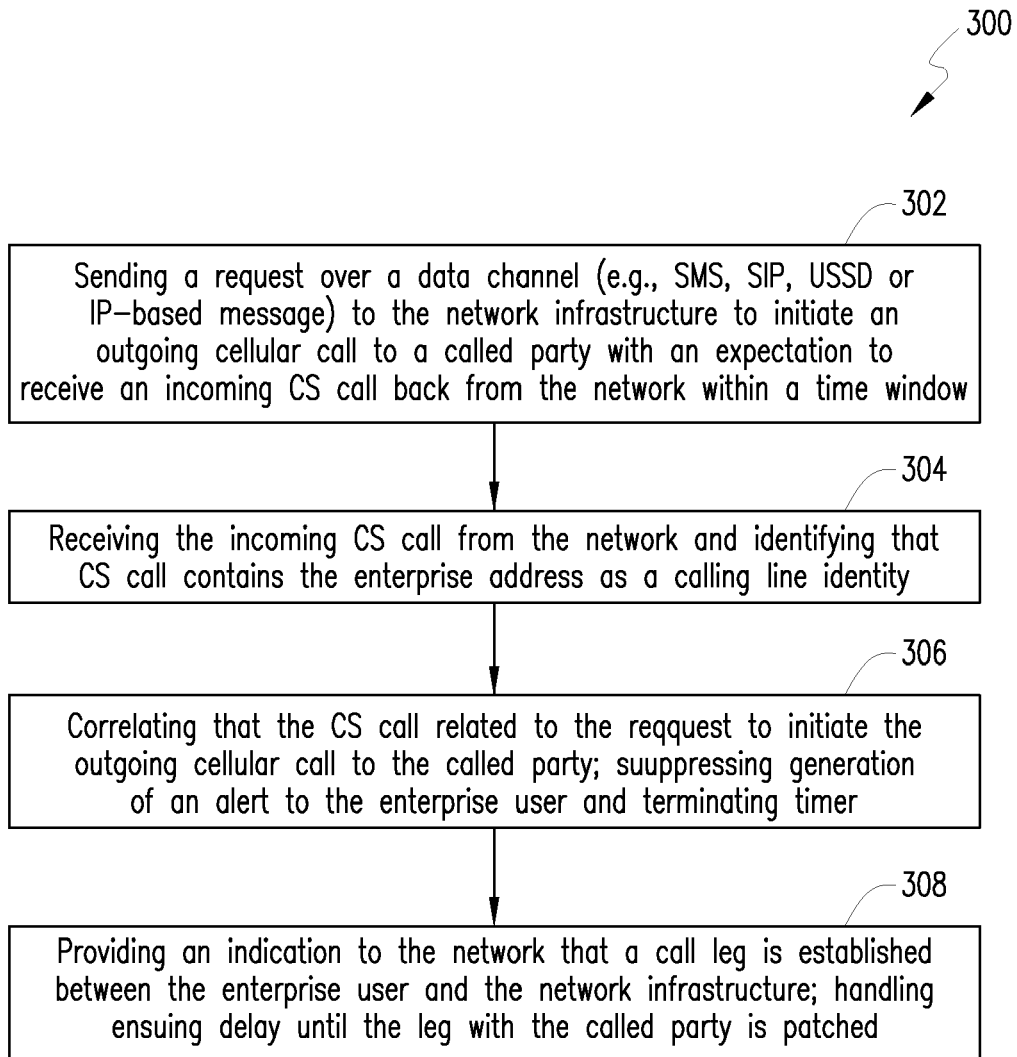 300
302
Sending a request over a data channel (e.g., SMS, SIP, USSD or
IP-based message) to the network infrastructure to initiate an
outgoing cellular call to a called party with an expectation to
receive an incoming CS call back from the network within a time window
304
Receiving the incoming CS call from the network and identifying that
CS call contains the enterprise address as a calling line identity
306
Correlating that the CS call related to the reqquest to initiate the
outgoing cellular call to the called party; suuppressing generation
of an alert to the enterprise user and terminating timer
308
Providing an indication to the network that a call leg is established
between the enterprise user and the network infrastructure; handling
ensuing delay until the leg with the called party is patched